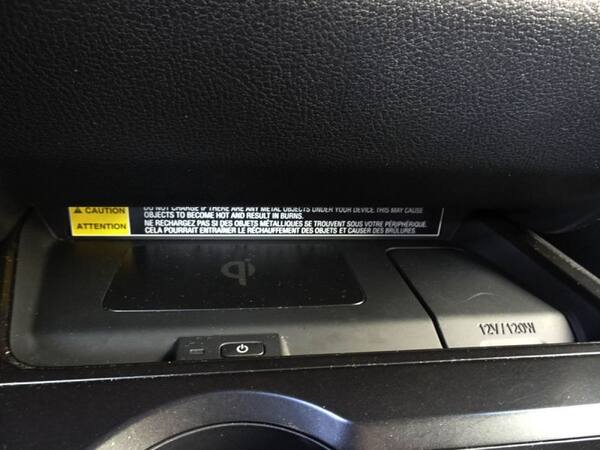 CAUTION
DO NOT CHARGE IF THERE ARE ANY METAL OBJECTS UNDER YOUR DEVICE. THIS MAY CAUSE
OBJECTS TO BECOME HOT AND RESULT IN BURNS.
ATTENTION
NE RECHARGEZ PAS SI DES OBJETS MÉTALLIQUES SE TROUVENT SOUS VOTRE PÉRIPHÉRIQUE.
CELA POURRAIT ENTRAÎNER LE RÉCHAUFFEMENT DES OBJETS ET CAUSER DES BRÛLURES.
qi
12V/120W